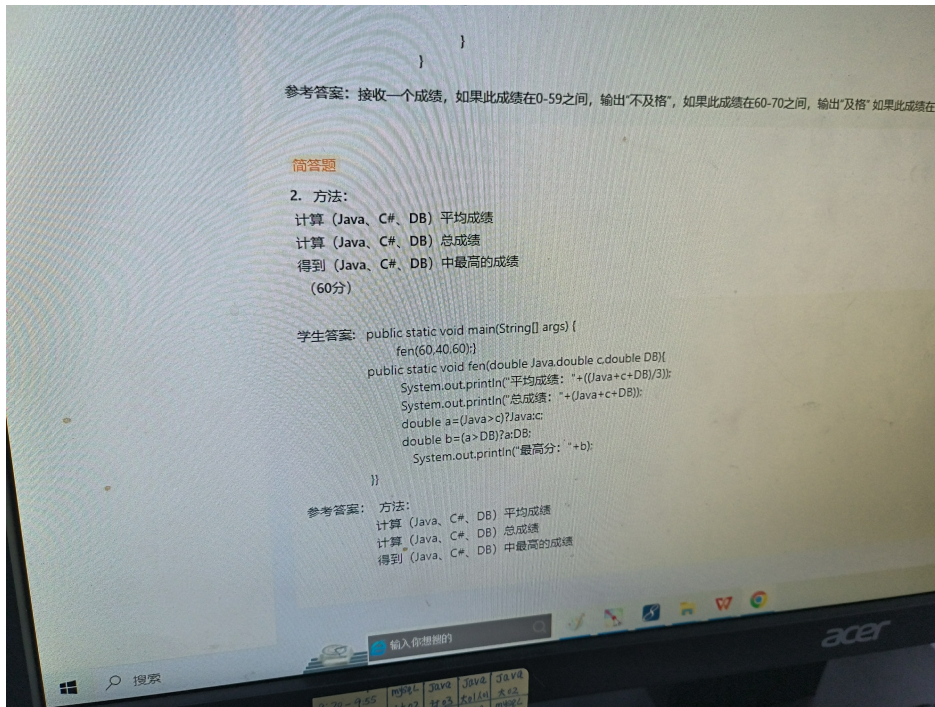 }
}
参考答案：接收一个成绩，如果此成绩在0-59之间，输出“不及格”，如果此成绩在60-70之间，输出“及格” 如果此成绩在
简答题
2. 方法：
计算（Java、C#、DB）平均成绩
计算（Java、C#、DB）总成绩
得到（Java、C#、DB）中最高的成绩
（60分）
学生答案: public static void main(String[] args) {
fen(60,40,60);}
public static void fen(double Java,double c,double DB){
System.out.println("平均成绩："+((Java+c+DB)/3));
System.out.println("总成绩："+(Java+c+DB));
double a=(Java>c)?Java:c;
double b=(a>DB)?a:DB;
System.out.println("最高分："+b);
}}
参考答案： 方法：
计算（Java、C#、DB）平均成绩
计算（Java、C#、DB）总成绩
得到（Java、C#、DB）中最高的成绩
输入你想搜的
acer
搜索
mysql Java Java Java